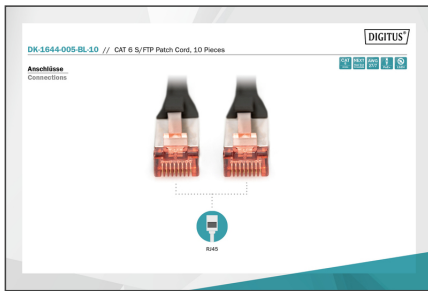 DIGITUS®
DK-1644-005-BL-10 // CAT 6 S/FTP Patch Cord, 10 Pieces
Anschlüsse
Connections
RJ45